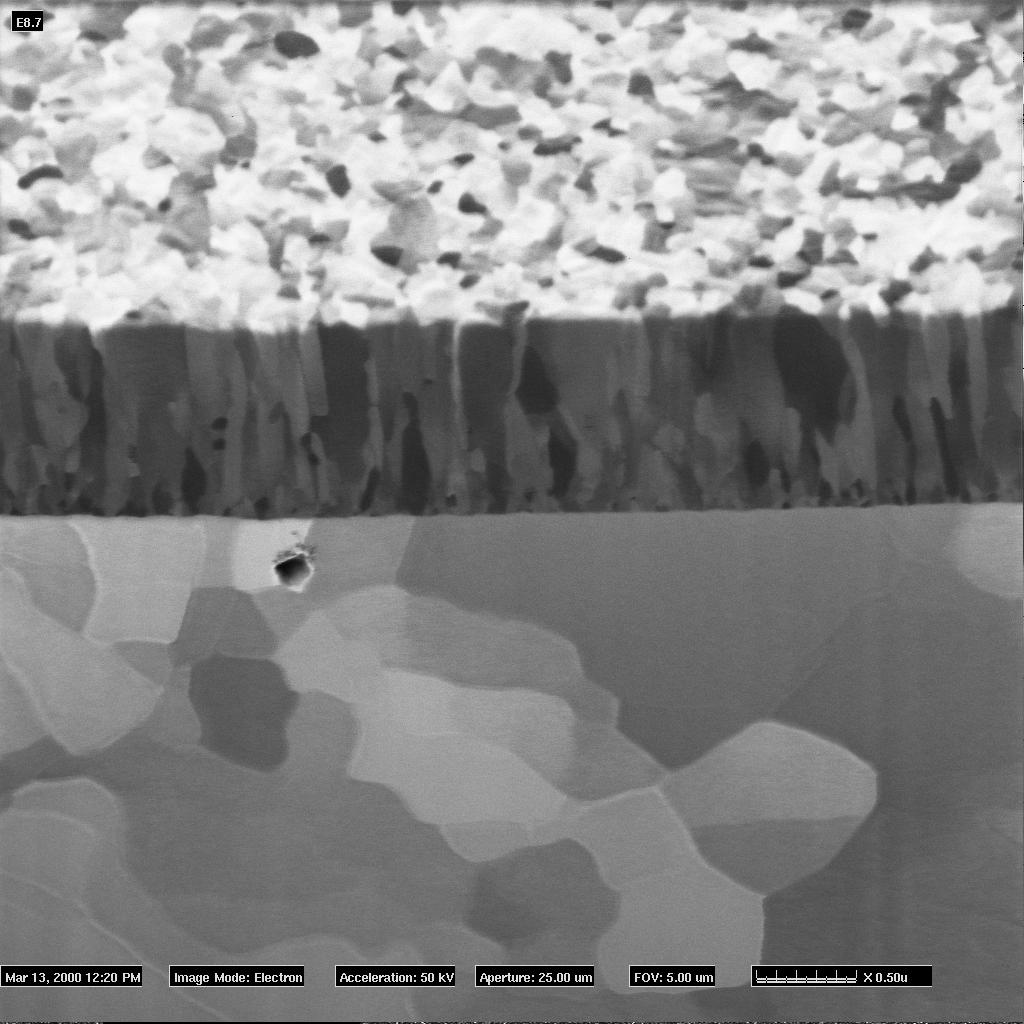 E8.7
Mar 13, 2000 12:20 PM
Image Mode: Electron
Acceleration: 50 kV
Aperture: 25.00 um
FOV: 5.00 um
X 0.50u